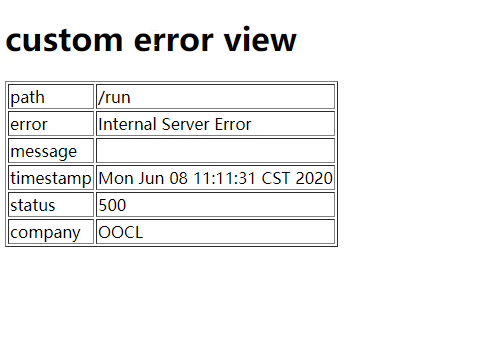 custom error view
path /run
error Internal Server Error
message
timestamp Mon Jun 08 11:11:31 CST 2020
status 500
company OOCL